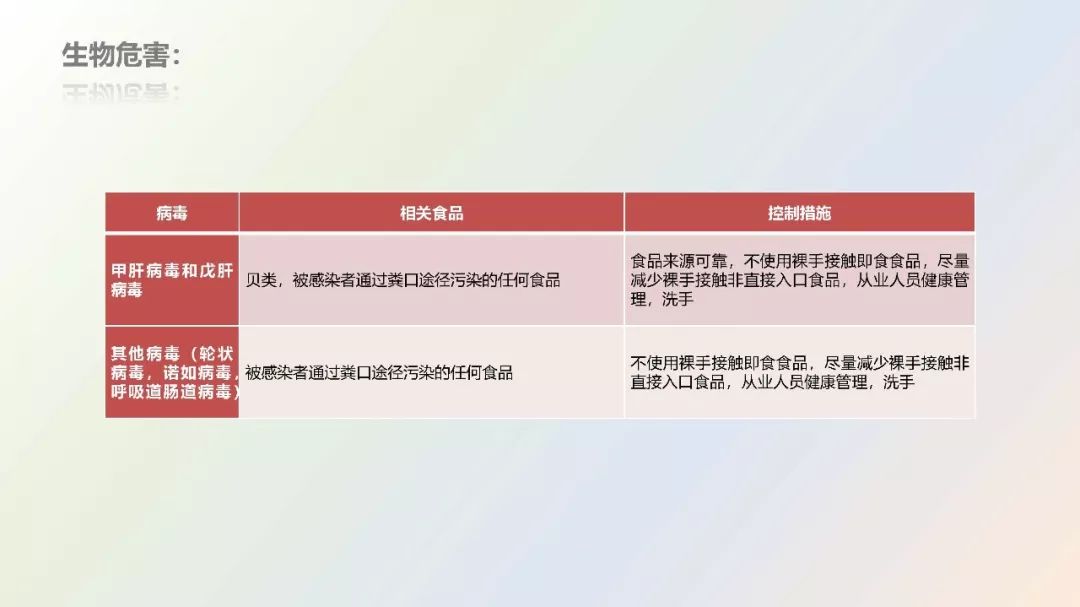 生物危害：
病毒
相关食品
控制措施
甲肝病毒和戊肝
病毒
贝类，被感染者通过粪口途径污染的任何食品
食品来源可靠，不使用裸手接触即食食品，尽量
减少裸手接触非直接入口食品，从业人员健康管
理，洗手
其他病毒（轮状
病毒，诺如病毒，
呼吸道肠道病毒）
被感染者通过粪口途径污染的任何食品
不使用裸手接触即食食品，尽量减少裸手接触非
直接入口食品，从业人员健康管理，洗手